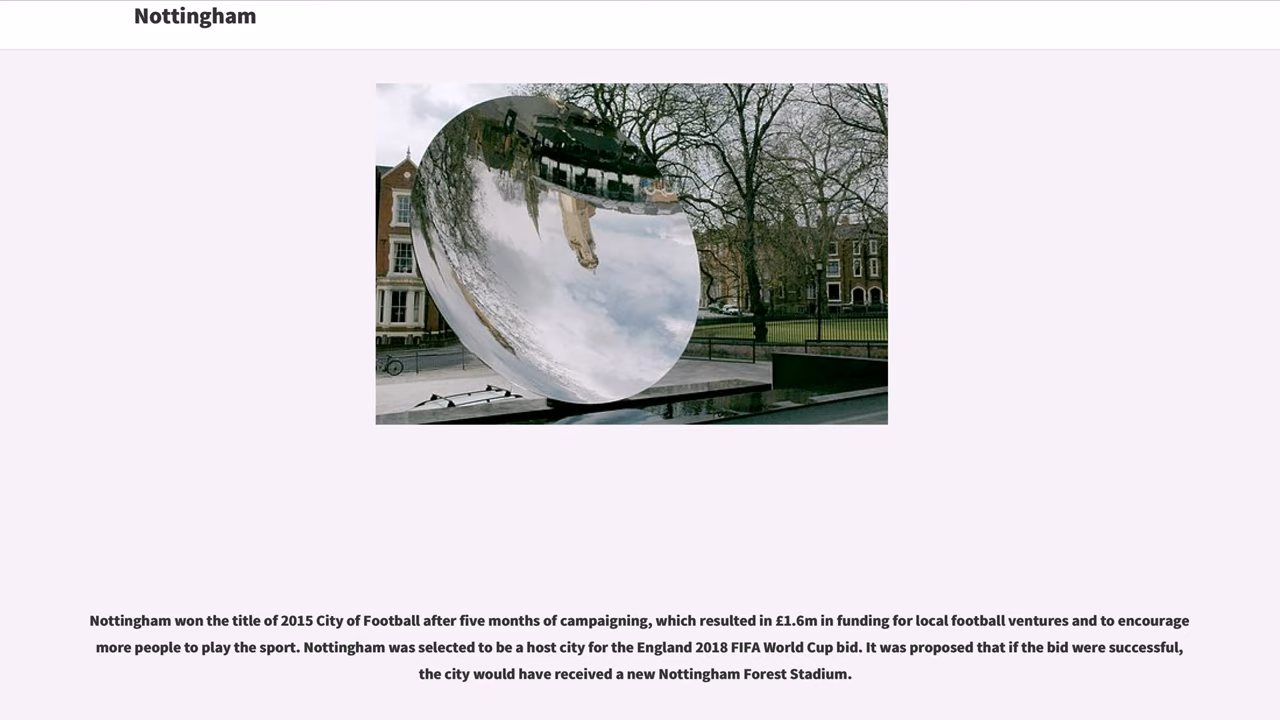 Nottingham
Nottingham won the title of 2015 City of Football after five months of campaigning, which resulted in £1.6m in funding for local football ventures and to encourage
more people to play the sport. Nottingham was selected to be a host city for the England 2018 FIFA World Cup bid. It was proposed that if the bid were successful,
the city would have received a new Nottingham Forest Stadium.